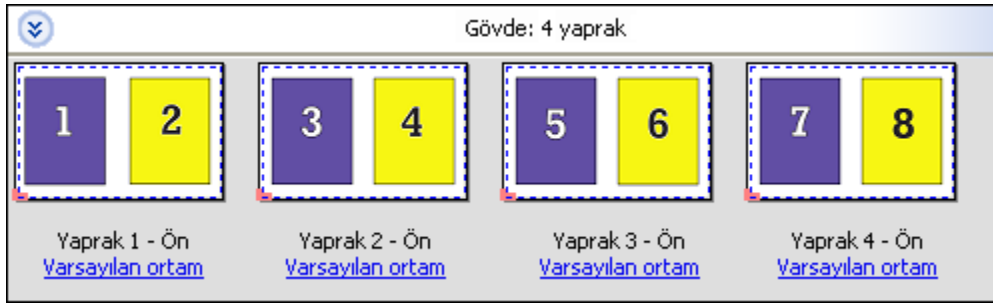 Gövde: 4 yaprak
1 2 3 4 5 6 7 8
Yaprak 1 - Ön Yaprak 2 - Ön Yaprak 3 - Ön Yaprak 4 - Ön
Varsayılan ortam Varsayılan ortam Varsayılan ortam Varsayılan ortam